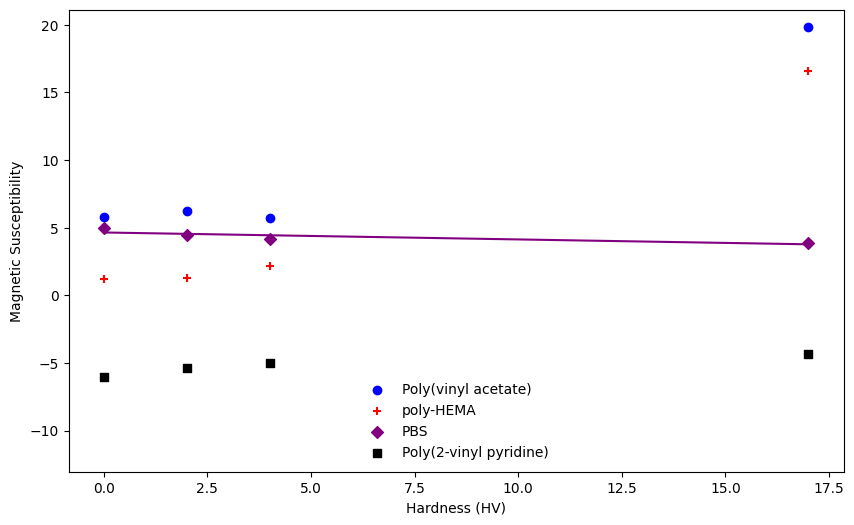 20
15
10
5
0
−5
−10
Magnetic Susceptibility
Poly(vinyl acetate)
poly-HEMA
PBS
Poly(2-vinyl pyridine)
0.0 2.5 5.0 7.5 10.0 12.5 15.0 17.5
Hardness (HV)